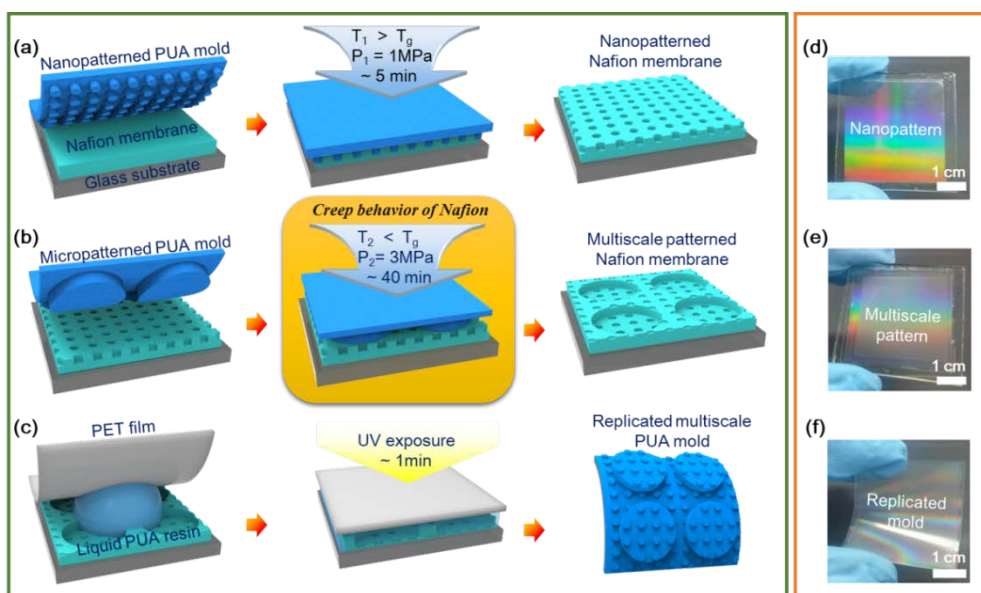 (a)
Nanopatterned PUA mold
Nafion membrane
Glass substrate
T₁ > Tg
P₁ = 1MPa
~ 5 min
Nanopatterned
Nafion membrane
(b)
Micropatterned PUA mold
Creep behavior of Nafion
T₂ < Tg
P₂= 3MPa
~ 40 min
Multiscale patterned
Nafion membrane
(c)
PET film
Liquid PUA resin
UV exposure
~ 1min
Replicated multiscale
PUA mold
(d)
Nanopattern
1 cm
(e)
Multiscale
pattern
1 cm
(f)
Replicated
mold
1 cm